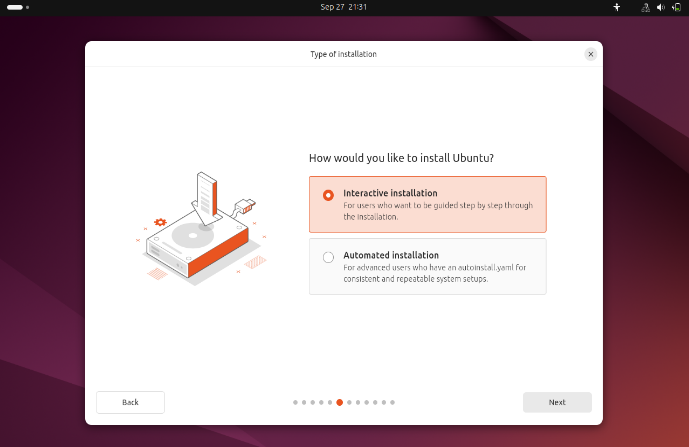 Sep 27 21:31
Type of installation
How would you like to install Ubuntu?
Interactive installation
For users who want to be guided step by step through
the installation.
Automated installation
For advanced users who have an autoinstall.yaml for
consistent and repeatable system setups.
Back
Next